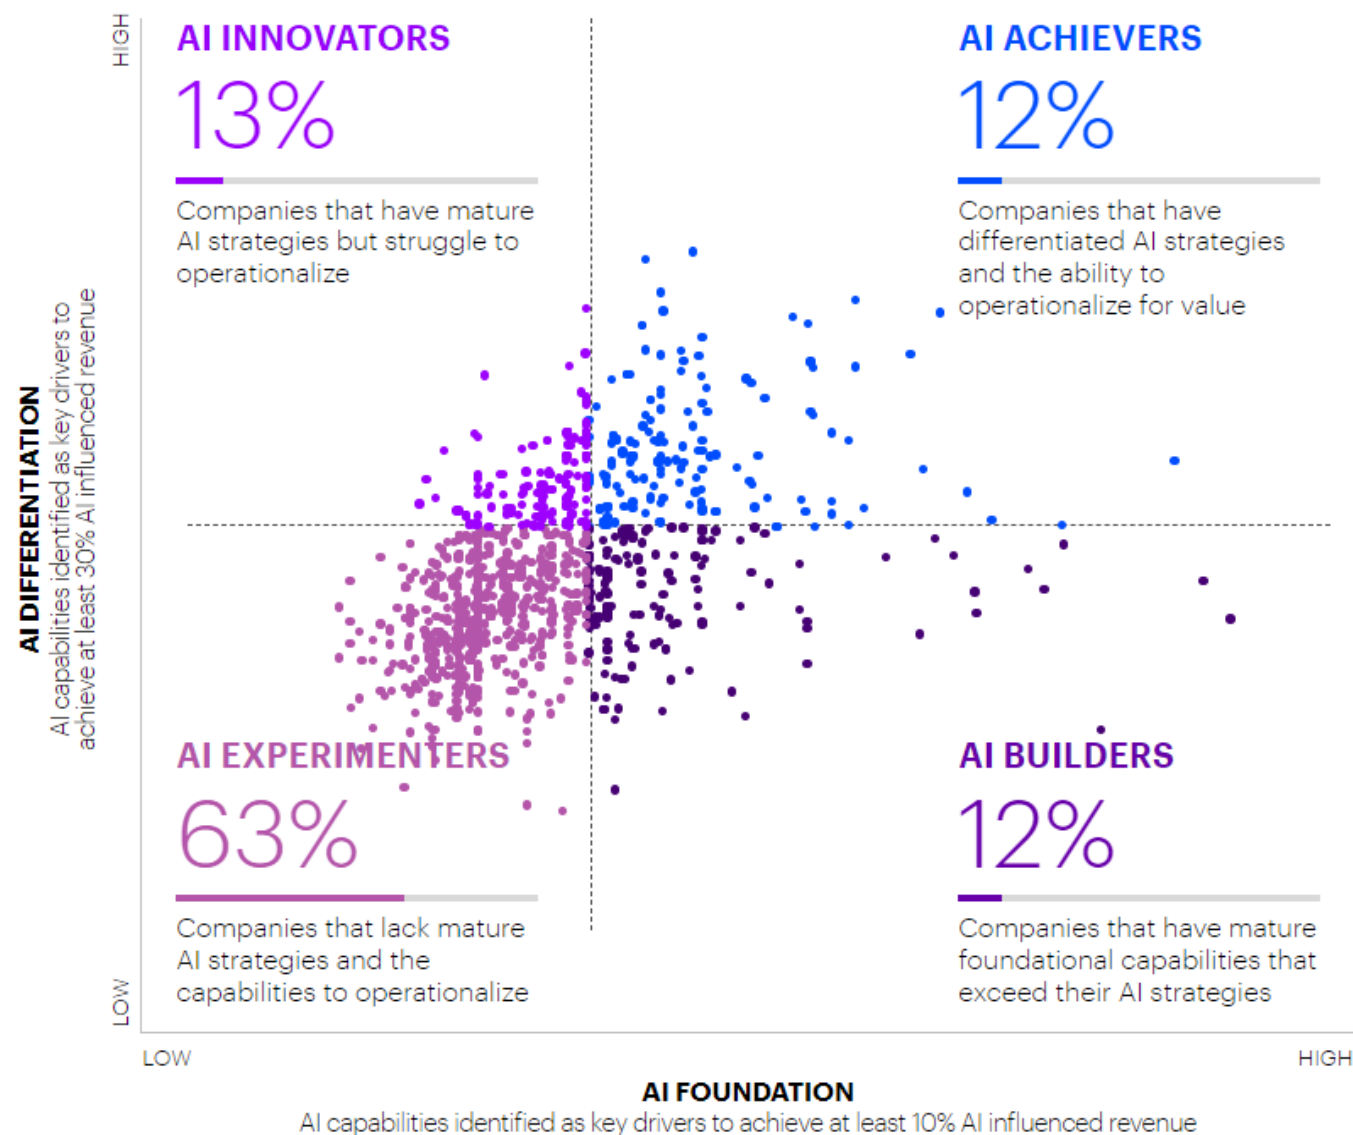 HIGH
AI INNOVATORS
13%
Companies that have mature
AI strategies but struggle to
operationalize
AI ACHIEVERS
12%
Companies that have
differentiated AI strategies
and the ability to
operationalize for value
AI DIFFERENTIATION
AI capabilities identified as key drivers to
achieve at least 30% AI influenced revenue
AI EXPERIMENTERS
63%
Companies that lack mature
AI strategies and the
capabilities to operationalize
AI BUILDERS
12%
Companies that have mature
foundational capabilities that
exceed their AI strategies
LOW
LOW
HIGH
AI FOUNDATION
AI capabilities identified as key drivers to achieve at least 10% AI influenced revenue